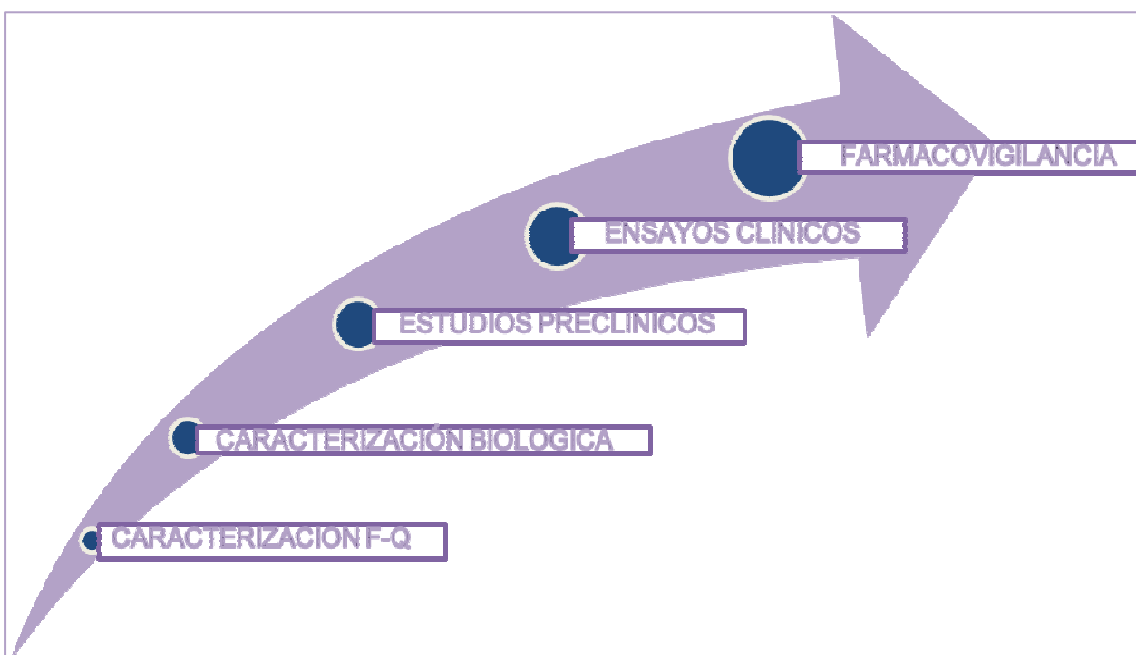 FARMACOVIGILANCIA
ENSAYOS CLINICOS
ESTUDIOS PRECLINICOS
CARACTERIZACIÓN BIOLOGICA
CARACTERIZACION F-Q